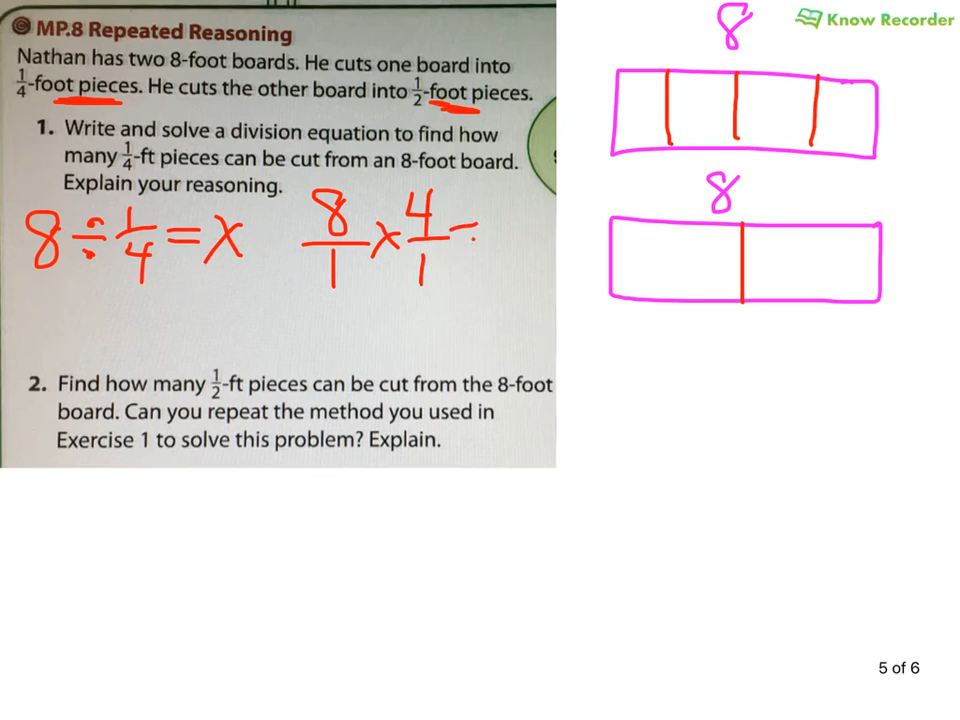 MP.8 Repeated Reasoning
Nathan has two 8-foot boards. He cuts one board into
1/4-foot pieces. He cuts the other board into 1/2-foot pieces.
1. Write and solve a division equation to find how
many 1/4-ft pieces can be cut from an 8-foot board.
Explain your reasoning.
8 ÷ 1/4 = x    8/1 × 4/1 =
2. Find how many 1/2-ft pieces can be cut from the 8-foot
board. Can you repeat the method you used in
Exercise 1 to solve this problem? Explain.
Know Recorder
8
8
5 of 6